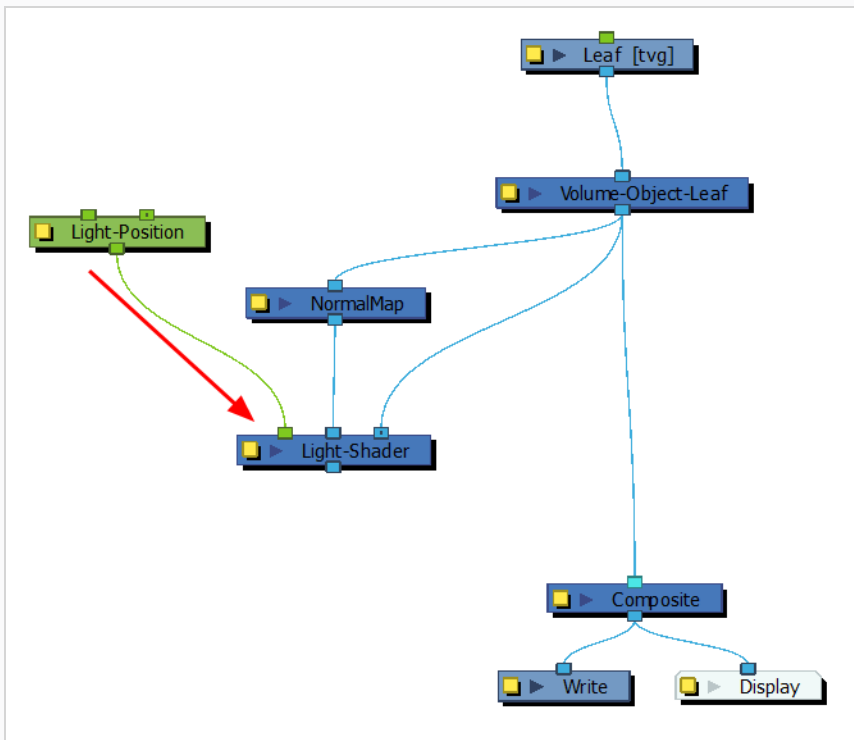 Leaf [tvg]
Volume-Object-Leaf
Light-Position
NormalMap
Light-Shader
Composite
Write
Display